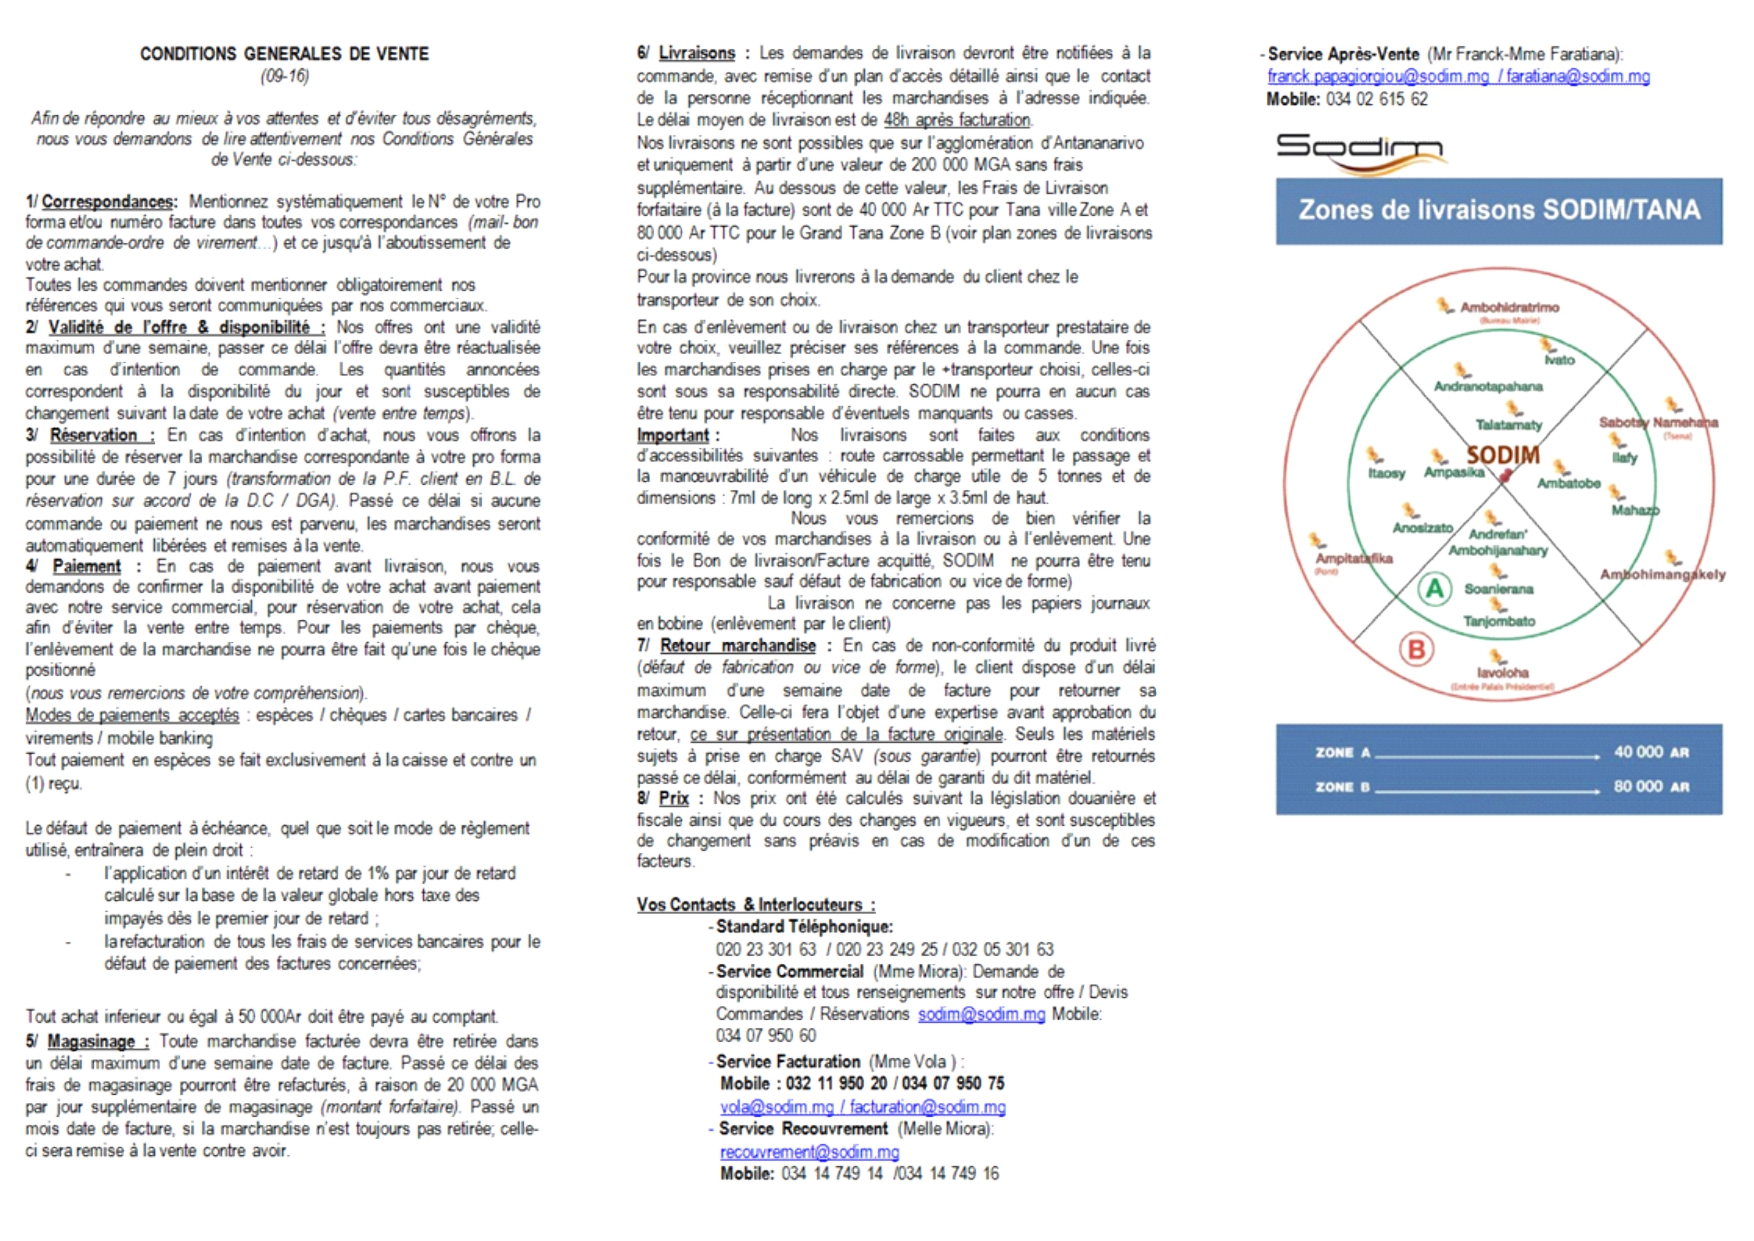 CONDITIONS GENERALES DE VENTE
(09-16)
Afin de répondre au mieux à vos attentes et d'éviter tous désagréments,
nous vous demandons de lire attentivement nos Conditions Générales
de Vente ci-dessous:
1/ Correspondances: Mentionnez systématiquement le N° de votre Pro
forma et/ou numéro facture dans toutes vos correspondances (mail- bon
de commande-ordre de virement...) et ce jusqu'à l'aboutissement de
votre achat.
Toutes les commandes doivent mentionner obligatoirement nos
références qui vous seront communiquées par nos commerciaux.
2/ Validité de l'offre & disponibilité : Nos offres ont une validité
maximum d'une semaine, passer ce délai l'offre devra être réactualisée
en cas d'intention de commande. Les quantités annoncées
correspondent à la disponibilité du jour et sont susceptibles de
changement suivant la date de votre achat (vente entre temps).
3/ Réservation : En cas d'intention d'achat, nous vous offrons la
possibilité de réserver la marchandise correspondante à votre pro forma
pour une durée de 7 jours (transformation de la P.F. client en B.L. de
réservation sur accord de la D.C / DGA). Passé ce délai si aucune
commande ou paiement ne nous est parvenu, les marchandises seront
automatiquement libérées et remises à la vente.
4/ Paiement : En cas de paiement avant livraison, nous vous
demandons de confirmer la disponibilité de votre achat avant paiement
avec notre service commercial, pour réservation de votre achat, cela
afin d'éviter la vente entre temps. Pour les paiements par chèque,
l'enlèvement de la marchandise ne pourra être fait qu'une fois le chèque
positionné
(nous vous remercions de votre compréhension).
Modes de paiements acceptés : espèces / chèques / cartes bancaires /
virements / mobile banking
Tout paiement en espèces se fait exclusivement à la caisse et contre un
(1) reçu.
Le défaut de paiement à échéance, quel que soit le mode de règlement
utilisé, entraînera de plein droit :
- l'application d'un intérêt de retard de 1% par jour de retard
calculé sur la base de la valeur globale hors taxe des
impayés dès le premier jour de retard ;
- la refacturation de tous les frais de services bancaires pour le
défaut de paiement des factures concernées;
Tout achat inferieur ou égal à 50 000Ar doit être payé au comptant.
5/ Magasinage : Toute marchandise facturée devra être retirée dans
un délai maximum d'une semaine date de facture. Passé ce délai des
frais de magasinage pourront être refacturés, à raison de 20 000 MGA
par jour supplémentaire de magasinage (montant forfaitaire). Passé un
mois date de facture, si la marchandise n'est toujours pas retirée; celle-
ci sera remise à la vente contre avoir.
6/ Livraisons : Les demandes de livraison devront être notifiées à la
commande, avec remise d'un plan d'accès détaillé ainsi que le contact
de la personne réceptionnant les marchandises à l'adresse indiquée.
Le délai moyen de livraison est de 48h après facturation.
Nos livraisons ne sont possibles que sur l'agglomération d'Antananarivo
et uniquement à partir d'une valeur de 200 000 MGA sans frais
supplémentaire. Au dessous de cette valeur, les Frais de Livraison
forfaitaire (à la facture) sont de 40 000 Ar TTC pour Tana ville Zone A et
80 000 Ar TTC pour le Grand Tana Zone B (voir plan zones de livraisons
ci-dessous)
Pour la province nous livrerons à la demande du client chez le
transporteur de son choix.
En cas d'enlèvement ou de livraison chez un transporteur prestataire de
votre choix, veuillez préciser ses références à la commande. Une fois
les marchandises prises en charge par le +transporteur choisi, celles-ci
sont sous sa responsabilité directe. SODIM ne pourra en aucun cas
être tenu pour responsable d'éventuels manquants ou casses.
Important : Nos livraisons sont faites aux conditions
d'accessibilités suivantes : route carrossable permettant le passage et
la manœuvrabilité d'un véhicule de charge utile de 5 tonnes et de
dimensions : 7ml de long x 2.5ml de large x 3.5ml de haut.
Nous vous remercions de bien vérifier la
conformité de vos marchandises à la livraison ou à l'enlèvement. Une
fois le Bon de livraison/Facture acquitté, SODIM ne pourra être tenu
pour responsable sauf défaut de fabrication ou vice de forme)
La livraison ne concerne pas les papiers journaux
en bobine (enlèvement par le client)
7/ Retour marchandise : En cas de non-conformité du produit livré
(défaut de fabrication ou vice de forme), le client dispose d'un délai
maximum d'une semaine date de facture pour retourner sa
marchandise. Celle-ci fera l'objet d'une expertise avant approbation du
retour, ce sur présentation de la facture originale. Seuls les matériels
sujets à prise en charge SAV (sous garantie) pourront être retournés
passé ce délai, conformément au délai de garanti du dit matériel.
8/ Prix : Nos prix ont été calculés suivant la législation douanière et
fiscale ainsi que du cours des changes en vigueurs, et sont susceptibles
de changement sans préavis en cas de modification d'un de ces
facteurs.
Vos Contacts & Interlocuteurs :
- Standard Téléphonique:
020 23 301 63 / 020 23 249 25 / 032 05 301 63
- Service Commercial (Mme Miora): Demande de
disponibilité et tous renseignements sur notre offre / Devis
Commandes / Réservations sodim@sodim.mg Mobile:
034 07 950 60
- Service Facturation (Mme Vola ) :
Mobile : 032 11 950 20 / 034 07 950 75
vola@sodim.mg / facturation@sodim.mg
- Service Recouvrement (Melle Miora):
recouvrement@sodim.mg
Mobile: 034 14 749 14 /034 14 749 16
- Service Après-Vente (Mr Franck-Mme Faratiana):
franck.papagiorgiou@sodim.mg / faratiana@sodim.mg
Mobile: 034 02 615 62
Sodim
Zones de livraisons SODIM/TANA
Ambohidratrimo
(Bureau Mairie)
Ivato
Andranotapahana
Talatamaty
Sabotsy Namehana
(Tsena)
SODIM
Ilafy
Itaosy
Ampasika
Ambatobe
Mahazo
Anosizato
Andrefan'
Ambohijanahary
Ampitatafika
(Pont)
Ambohimangakely
A
Soanierana
Tanjombato
B
Iavoloha
(Entrée Palais Présidentiel)
ZONE A 40 000 AR
ZONE B 80 000 AR